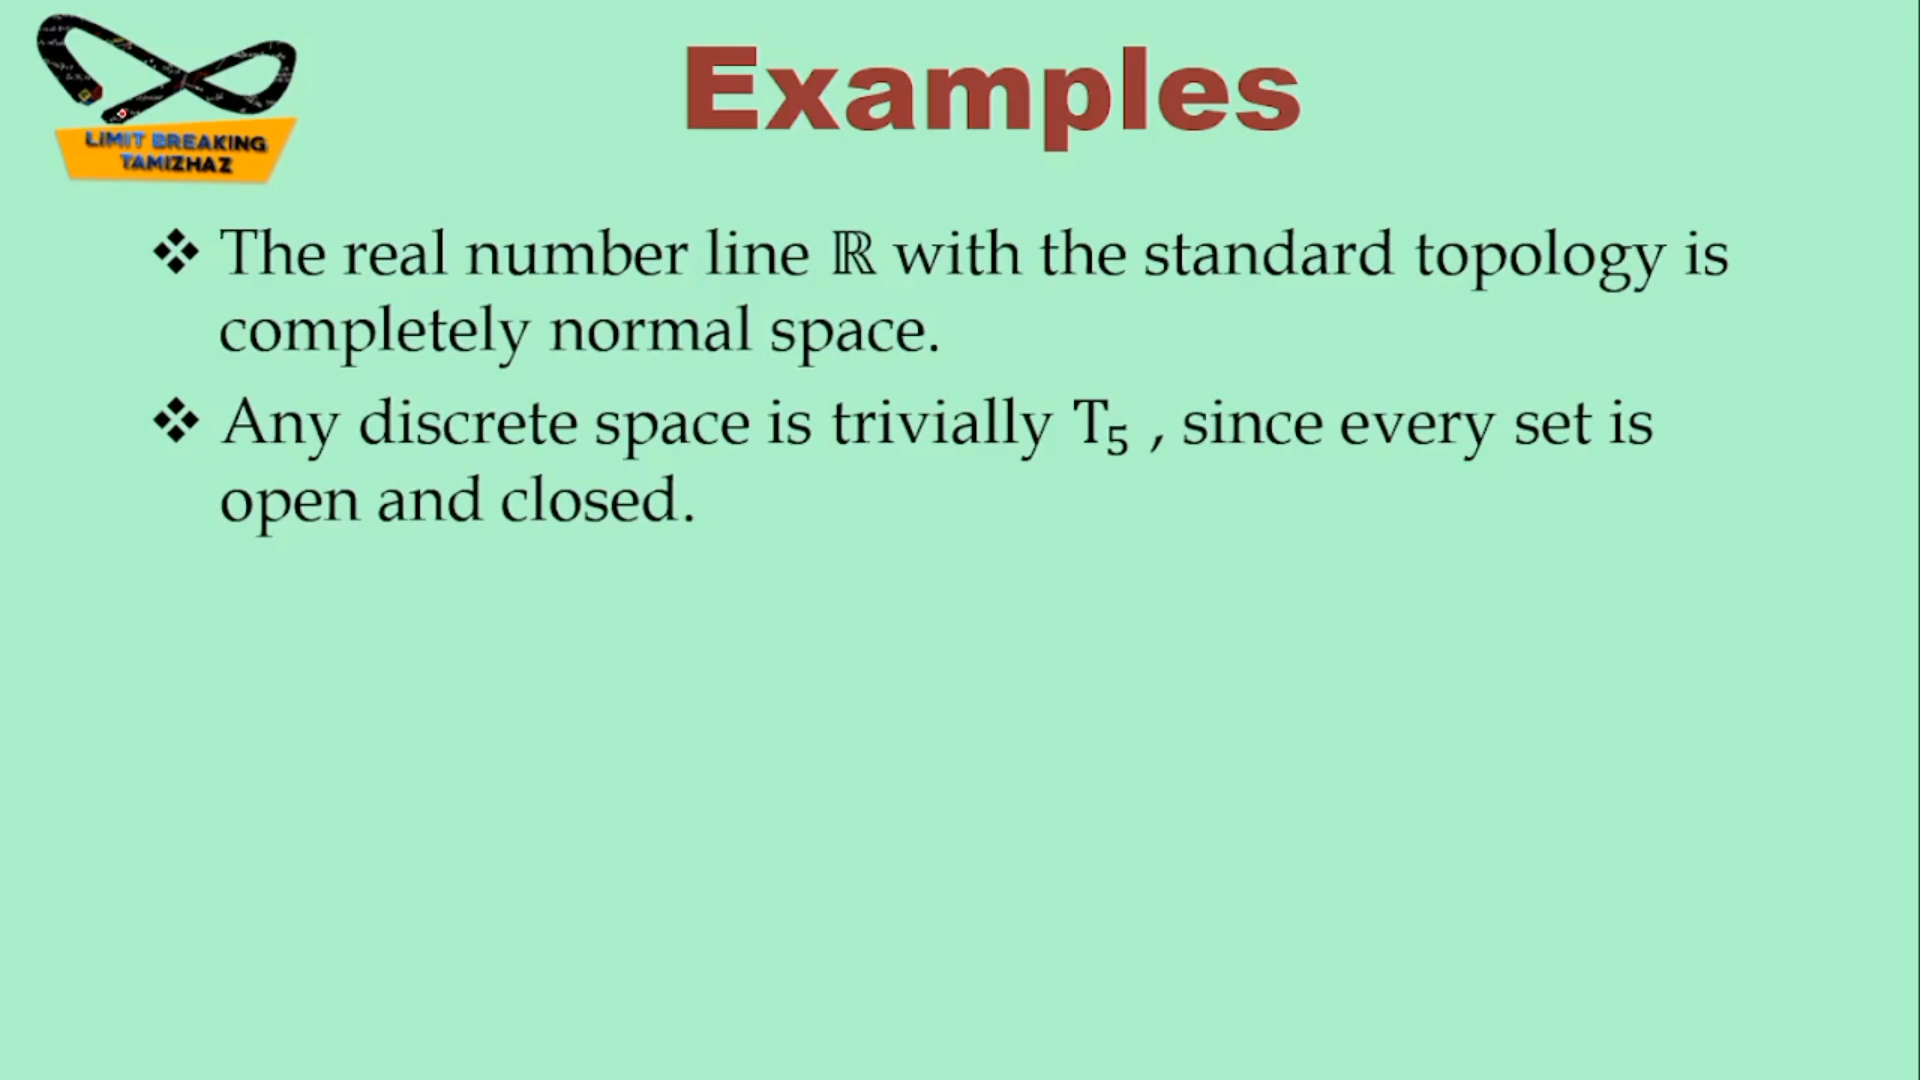 LIMIT BREAKING
TAMIZHAZ
Examples
❖ The real number line ℝ with the standard topology is
completely normal space.
❖ Any discrete space is trivially T₅ , since every set is
open and closed.